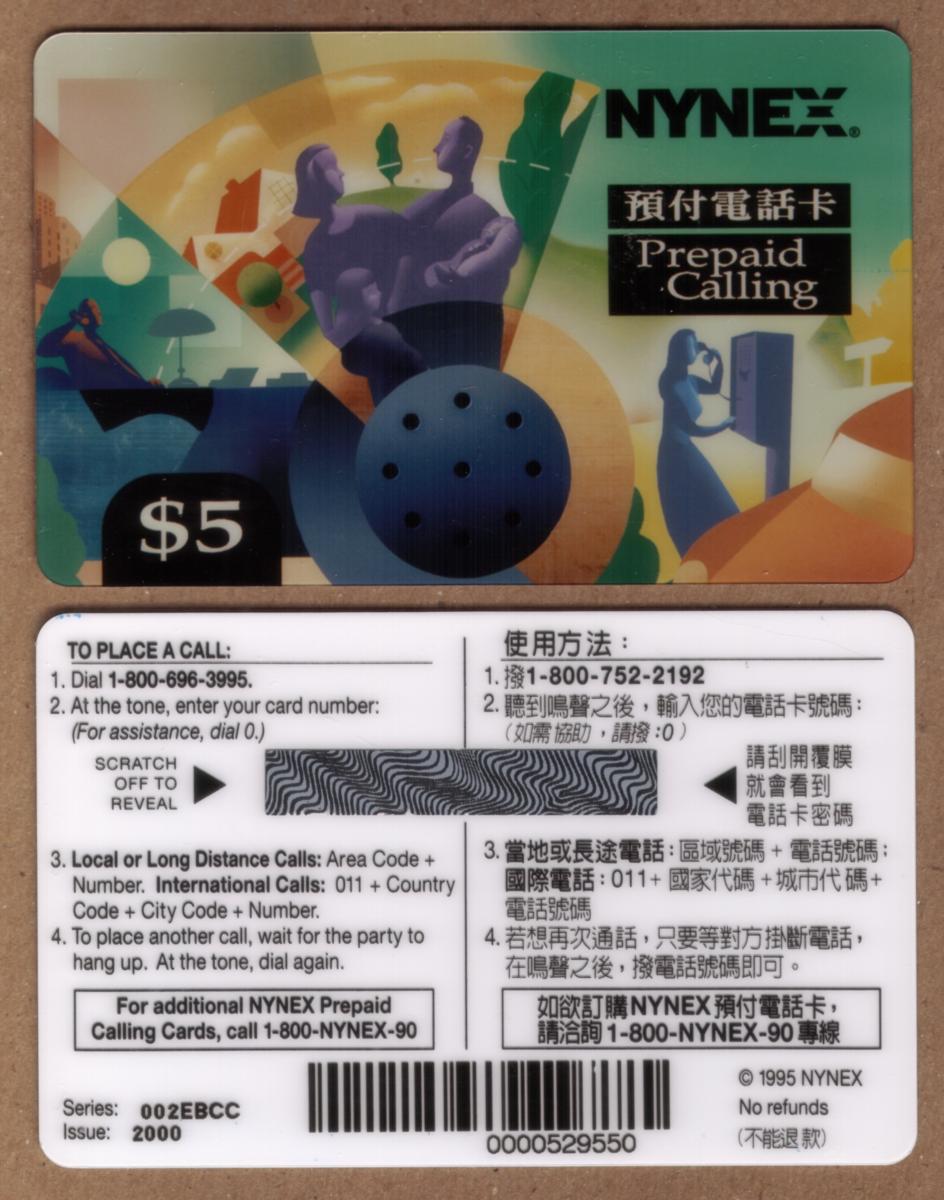 NYNEX®
預付電話卡
Prepaid
Calling
$5
TO PLACE A CALL:
1. Dial 1-800-696-3995.
2. At the tone, enter your card number:
(For assistance, dial 0.)
SCRATCH
OFF TO
REVEAL
3. Local or Long Distance Calls: Area Code +
Number. International Calls: 011 + Country
Code + City Code + Number.
4. To place another call, wait for the party to
hang up. At the tone, dial again.
For additional NYNEX Prepaid
Calling Cards, call 1-800-NYNEX-90
使用方法：
1. 撥1-800-752-2192
2. 聽到鳴聲之後，輸入您的電話卡號碼：
（如需協助，請撥：0）
請刮開覆膜
就會看到
電話卡密碼
3. 當地或長途電話：區域號碼 + 電話號碼；
國際電話：011+ 國家代碼 +城市代碼+
電話號碼
4. 若想再次通話，只要等對方掛斷電話，
在鳴聲之後，撥電話號碼即可。
如欲訂購NYNEX預付電話卡，
請洽詢1-800-NYNEX-90專線
Series: 002EBCC
Issue: 2000
0000529550
© 1995 NYNEX
No refunds
（不能退款）